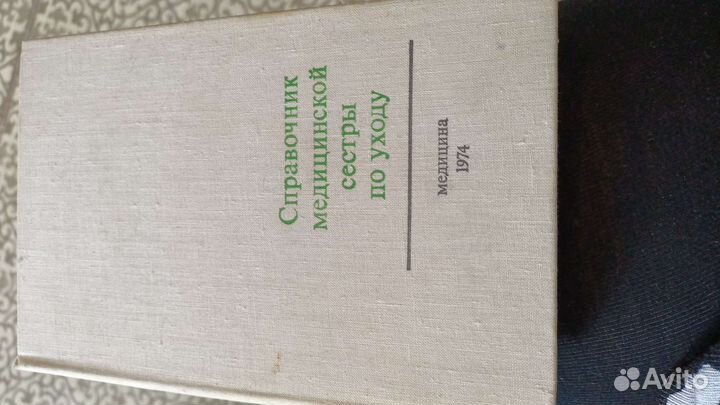 Справочник
медицинской
сестры
по уходу
медицина
1974
Avito